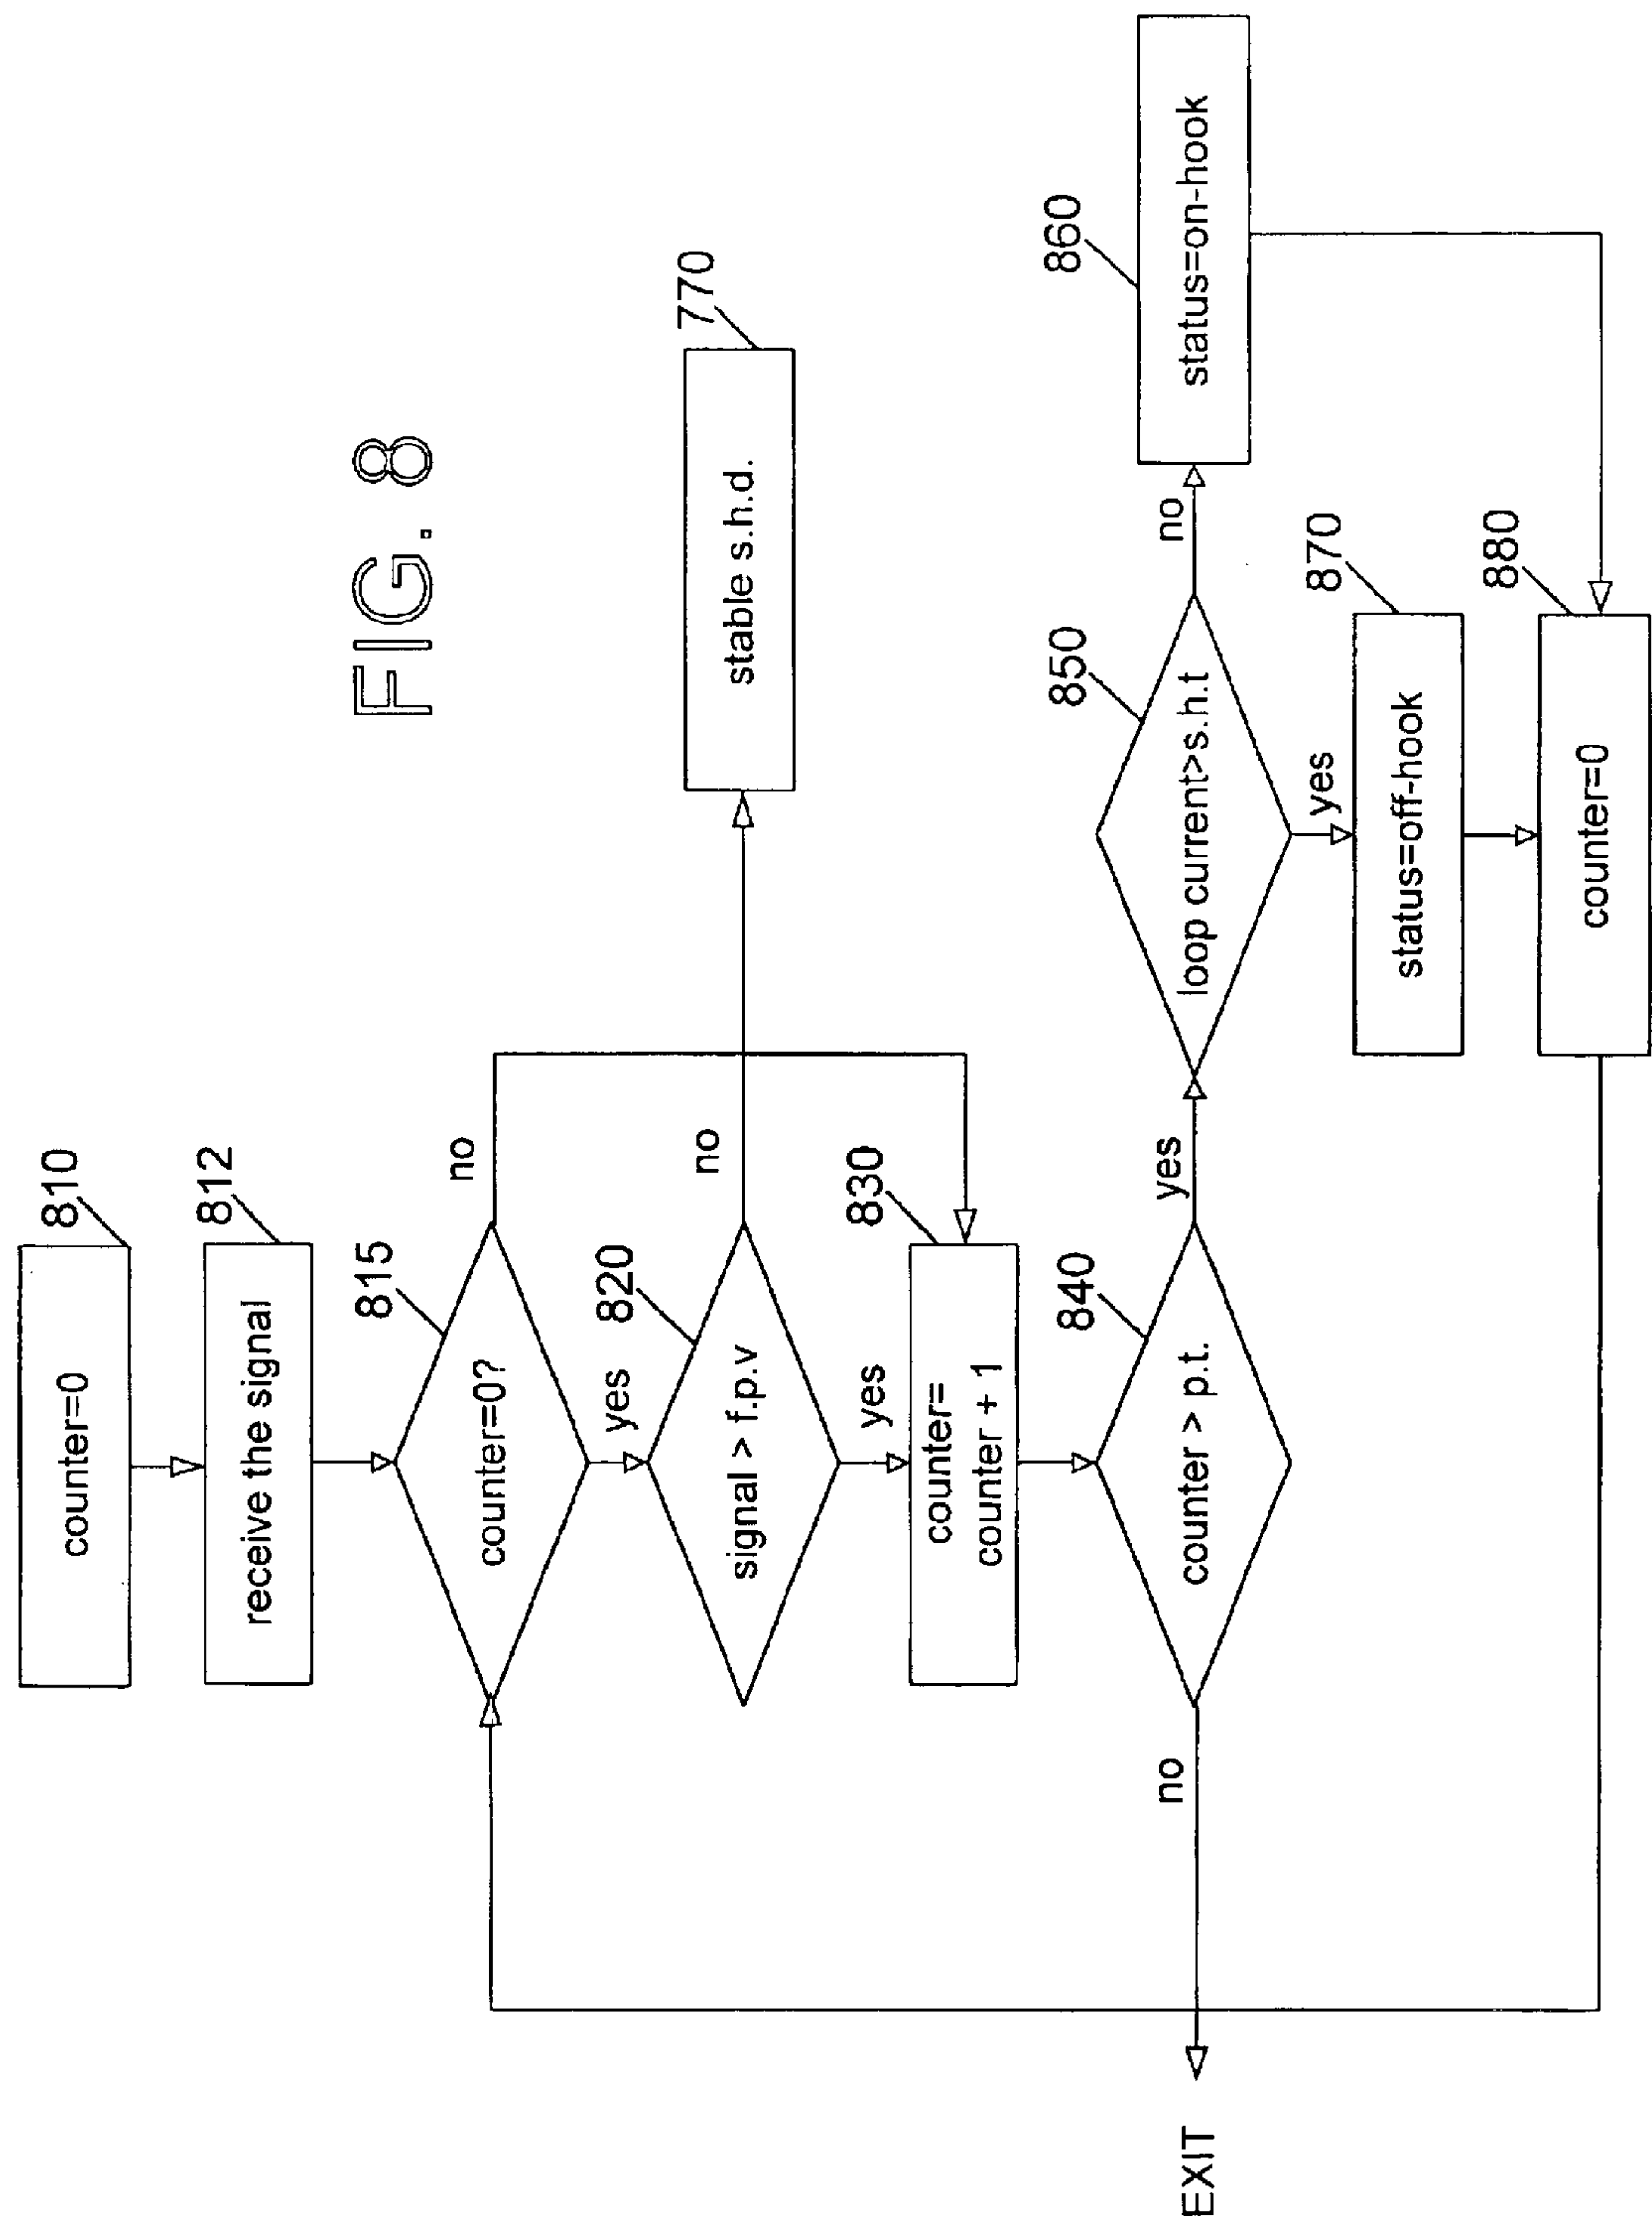 FIG. 8
810
counter=0
812
receive the signal
815
counter=0?
no
yes
820
signal > f.p.v
no
770
stable s.h.d.
yes
830
counter=
counter + 1
840
counter > p.t.
no
EXIT
yes
850
loop current>s.h.t
no
860
status=on-hook
yes
870
status=off-hook
880
counter=0